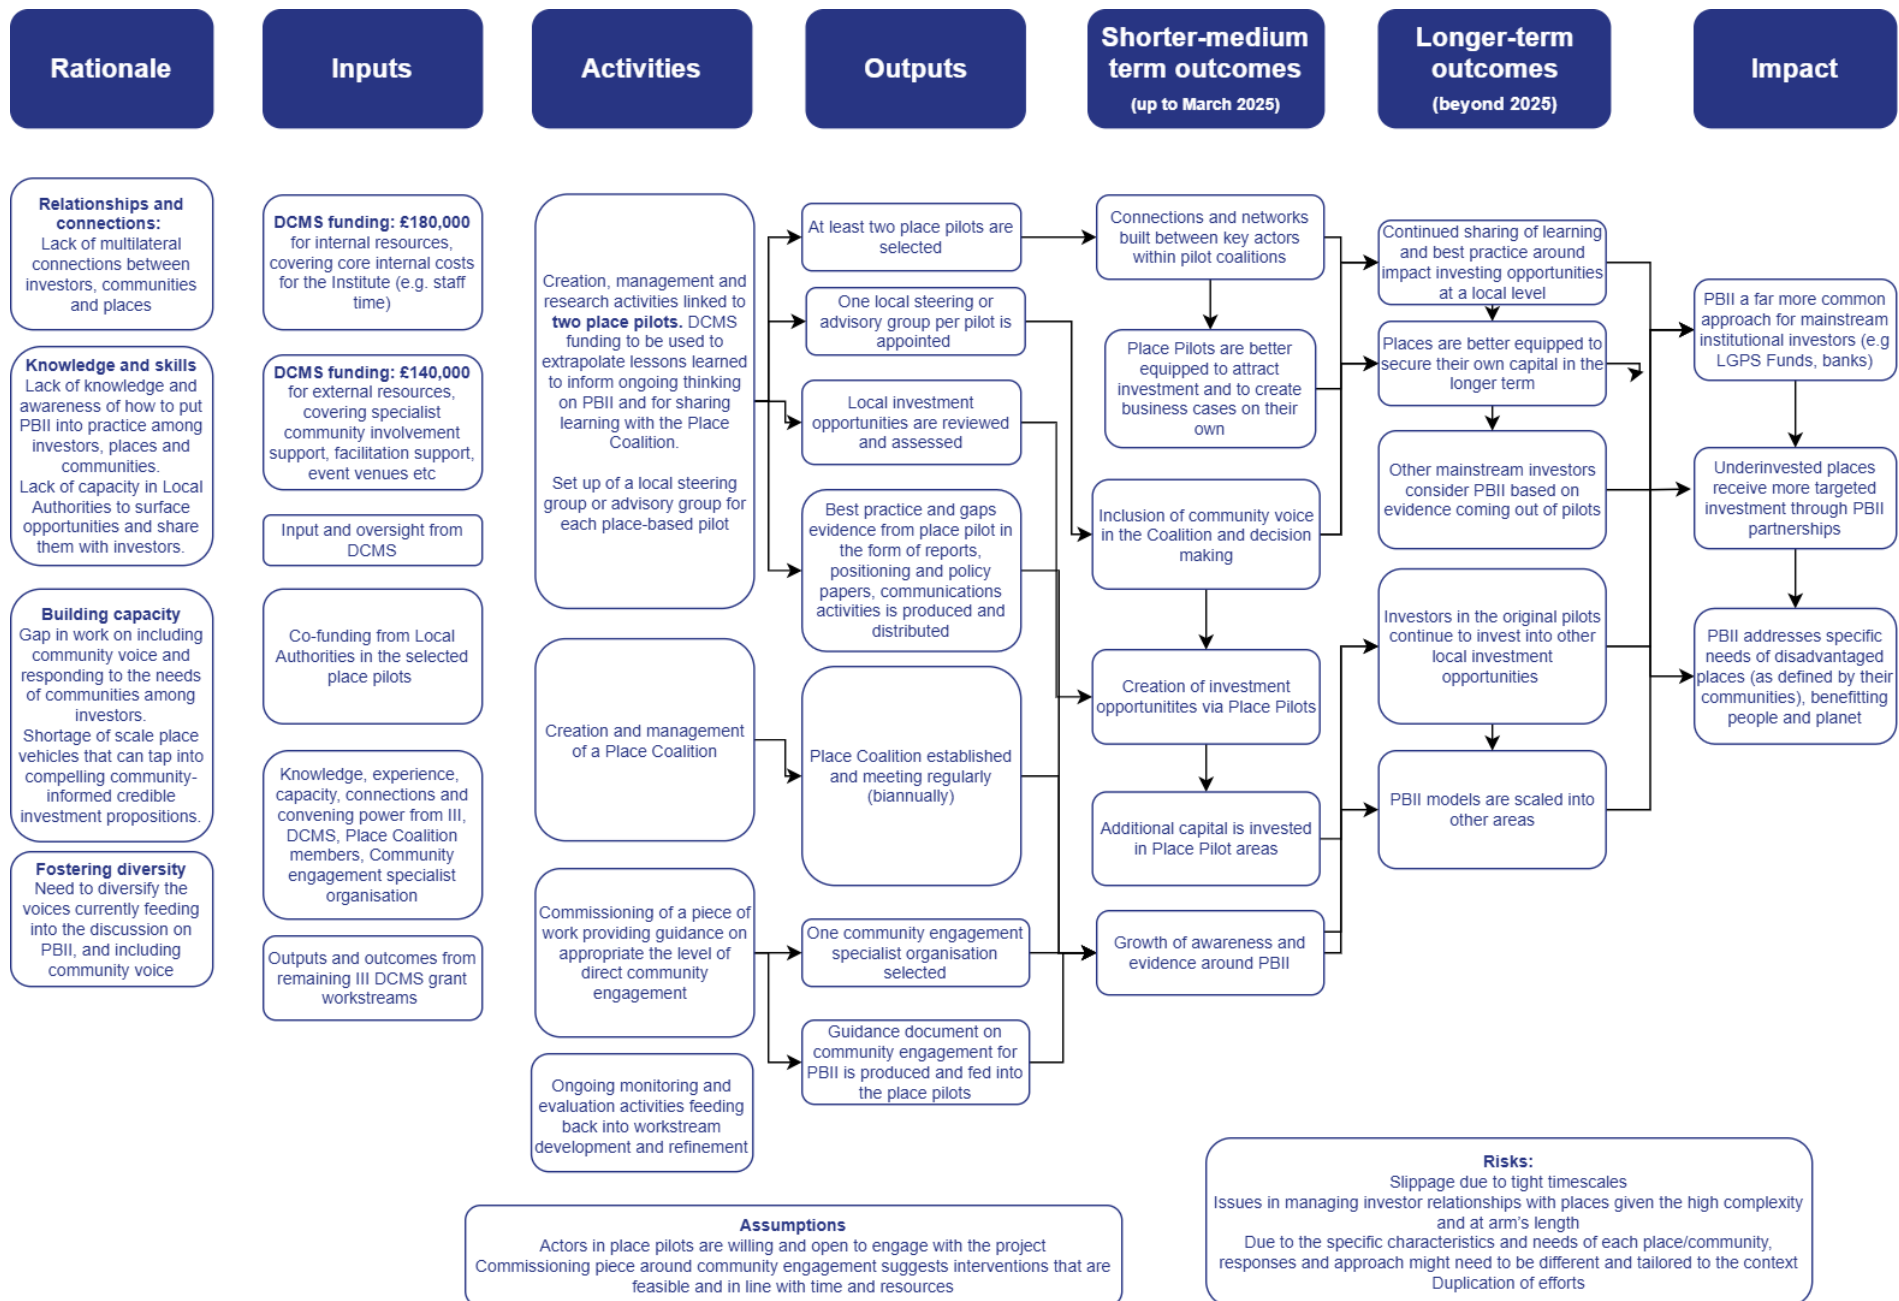 Rationale
Inputs
Activities
Outputs
Shorter-medium
term outcomes
(up to March 2025)
Longer-term
outcomes
(beyond 2025)
Impact
Relationships and
connections:
Lack of multilateral
connections between
investors, communities
and places
Knowledge and skills
Lack of knowledge and
awareness of how to put
PBII into practice among
investors, places and
communities.
Lack of capacity in Local
Authorities to surface
opportunities and share
them with investors.
Building capacity
Gap in work on including
community voice and
responding to the needs
of communities among
investors.
Shortage of scale place
vehicles that can tap into
compelling community-
informed credible
investment propositions.
Fostering diversity
Need to diversify the
voices currently feeding
into the discussion on
PBII, and including
community voice
DCMS funding: £180,000
for internal resources,
covering core internal costs
for the Institute (e.g. staff
time)
DCMS funding: £140,000
for external resources,
covering specialist
community involvement
support, facilitation support,
event venues etc
Input and oversight from
DCMS
Co-funding from Local
Authorities in the selected
place pilots
Knowledge, experience,
capacity, connections and
convening power from III,
DCMS, Place Coalition
members, Community
engagement specialist
organisation
Outputs and outcomes from
remaining III DCMS grant
workstreams
Creation, management and
research activities linked to
two place pilots. DCMS
funding to be used to
extrapolate lessons learned
to inform ongoing thinking
on PBII and for sharing
learning with the Place
Coalition.
Set up of a local steering
group or advisory group for
each place-based pilot
Creation and management
of a Place Coalition
Commissioning of a piece of
work providing guidance on
appropriate the level of
direct community
engagement
Ongoing monitoring and
evaluation activities feeding
back into workstream
development and refinement
At least two place pilots are
selected
One local steering or
advisory group per pilot is
appointed
Local investment
opportunities are reviewed
and assessed
Best practice and gaps
evidence from place pilot in
the form of reports,
positioning and policy
papers, communications
activities is produced and
distributed
Place Coalition established
and meeting regularly
(biannually)
One community engagement
specialist organisation
selected
Guidance document on
community engagement for
PBII is produced and fed into
the place pilots
Connections and networks
built between key actors
within pilot coalitions
Place Pilots are better
equipped to attract
investment and to create
business cases on their
own
Inclusion of community voice
in the Coalition and decision
making
Creation of investment
opportunitites via Place Pilots
Additional capital is invested
in Place Pilot areas
Growth of awareness and
evidence around PBII
Continued sharing of learning
and best practice around
impact investing opportunities
at a local level
Places are better equipped to
secure their own capital in the
longer term
Other mainstream investors
consider PBII based on
evidence coming out of pilots
Investors in the original pilots
continue to invest into other
local investment
opportunities
PBII models are scaled into
other areas
PBII a far more common
approach for mainstream
institutional investors (e.g
LGPS Funds, banks)
Underinvested places
receive more targeted
investment through PBII
partnerships
PBII addresses specific
needs of disadvantaged
places (as defined by their
communities), benefitting
people and planet
Assumptions
Actors in place pilots are willing and open to engage with the project
Commissioning piece around community engagement suggests interventions that are
feasible and in line with time and resources
Risks:
Slippage due to tight timescales
Issues in managing investor relationships with places given the high complexity
and at arm's length
Due to the specific characteristics and needs of each place/community,
responses and approach might need to be different and tailored to the context
Duplication of efforts